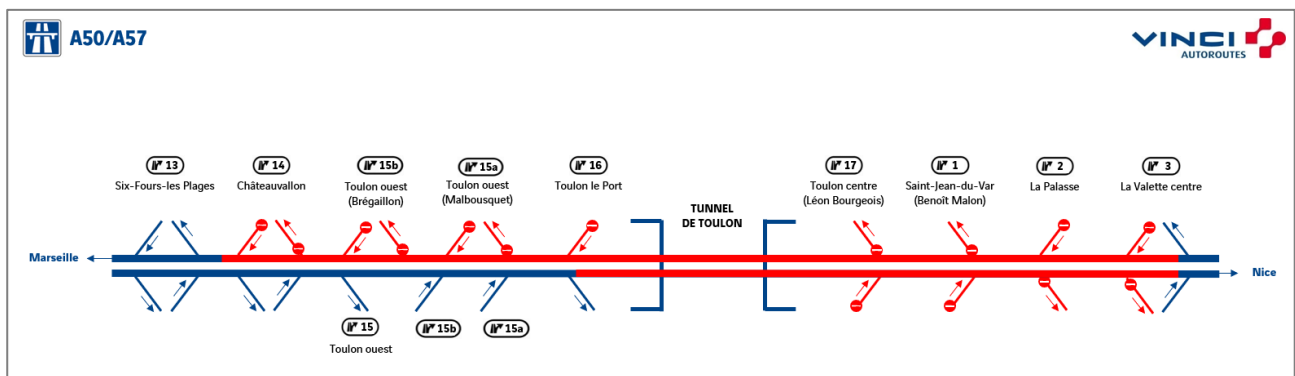 A50/A57
VINCI
AUTOROUTES
13
Six-Fours-les Plages
14
Châteauvallon
15b
Toulon ouest
(Brégaillon)
15a
Toulon ouest
(Malbousquet)
16
Toulon le Port
TUNNEL
DE TOULON
17
Toulon centre
(Léon Bourgeois)
1
Saint-Jean-du-Var
(Benoît Malon)
2
La Palasse
3
La Valette centre
Marseille
Nice
15
Toulon ouest
15b
15a